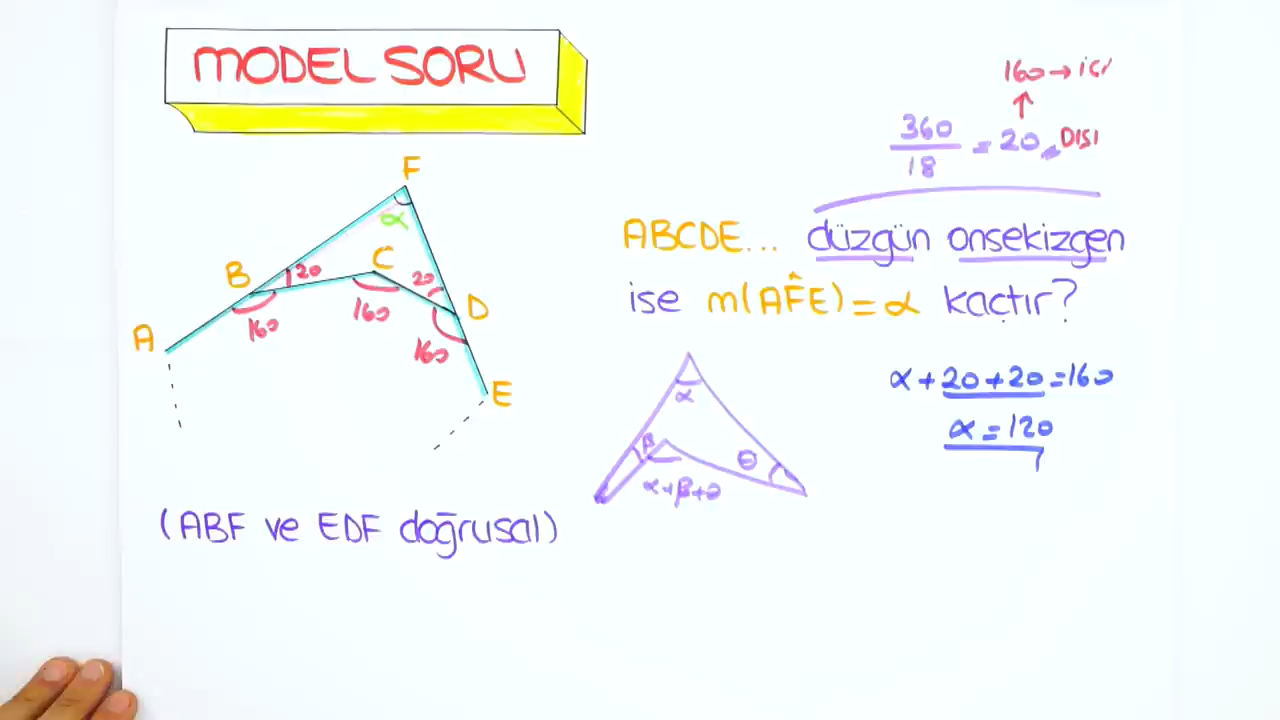 MODEL SORU
160→içi
360
18
=20
DIŞI
F
α
B
20
C
20
D
A
160
160
160
E
ABCDE... düzgün onsekizgen
ise m(AF̂E)=α kaçtır?
α+20+20=160
α=120
α
β
θ
α+β+θ
(ABF ve EDF doğrusal)